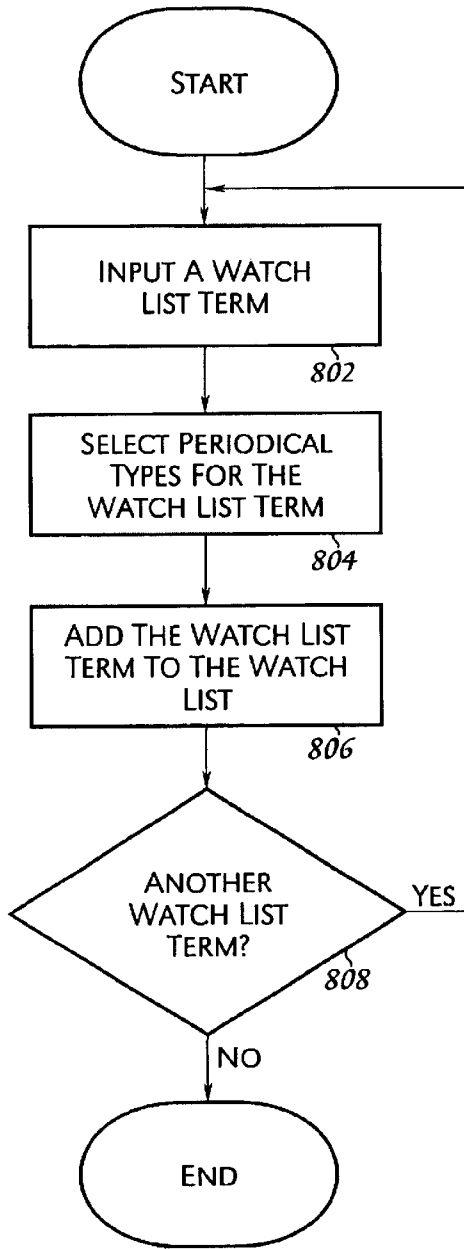 START
INPUT A WATCH
LIST TERM
802
SELECT PERIODICAL
TYPES FOR THE
WATCH LIST TERM
804
ADD THE WATCH LIST
TERM TO THE WATCH
LIST
806
ANOTHER
WATCH LIST
TERM?
YES
808
NO
END